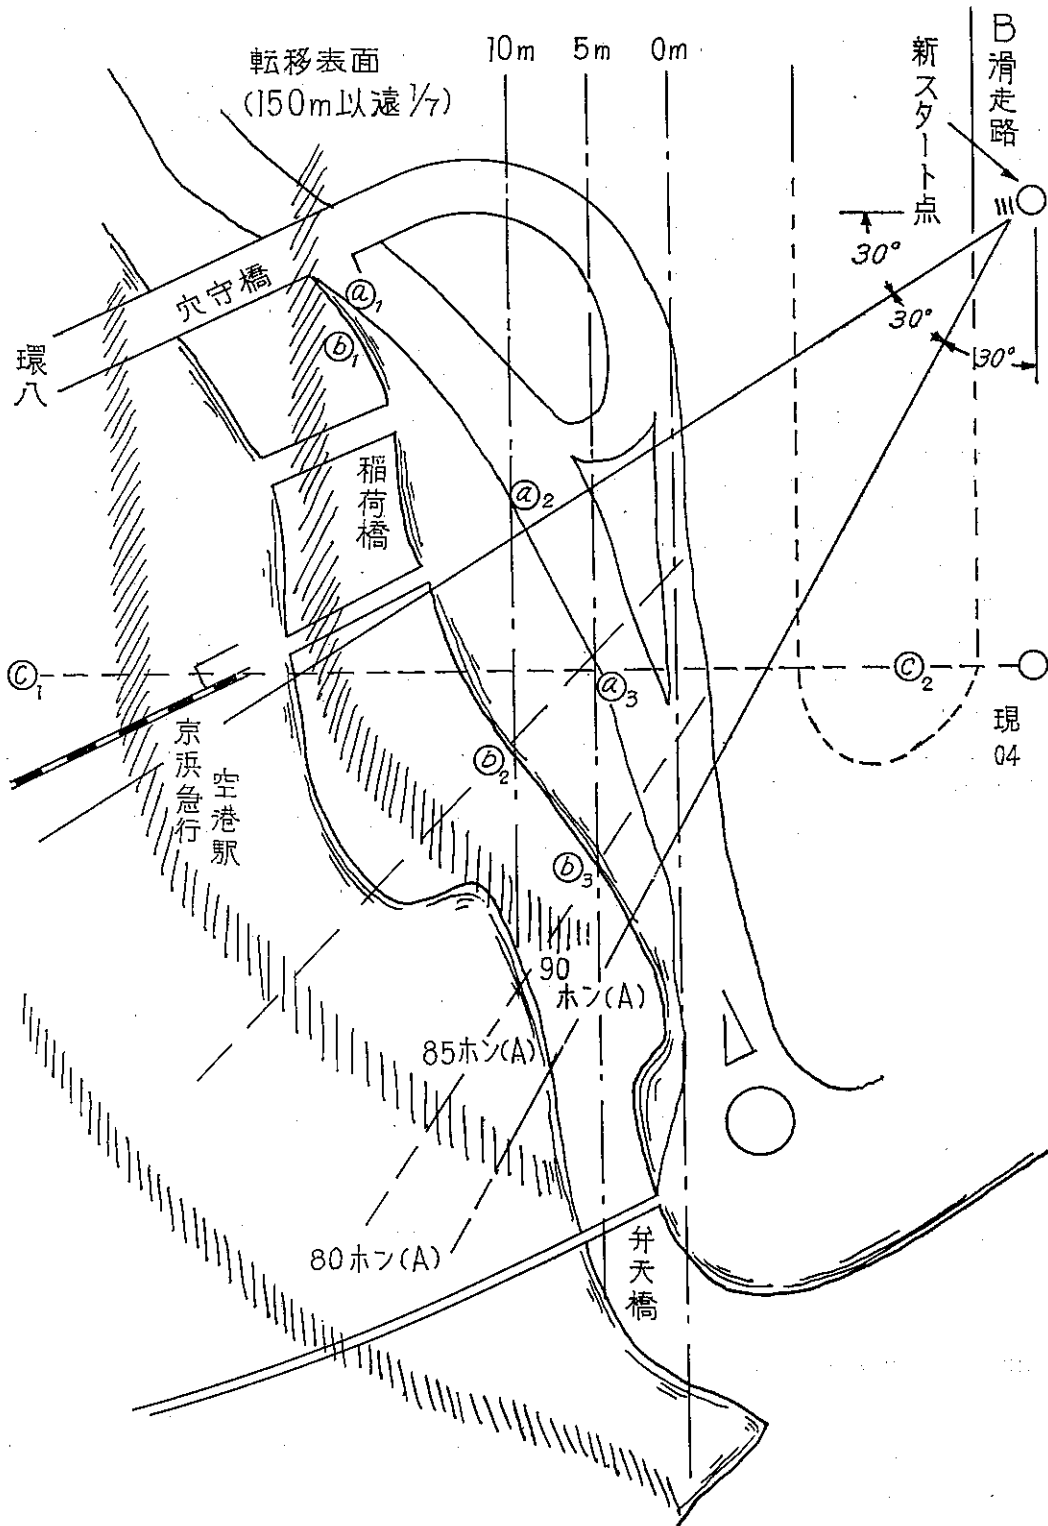 転移表面
(150m以遠 1/7)
10m
5m
0m
新スタート点
B滑走路
30°
30°
30°
穴守橋
環八
ⓐ1
ⓑ1
稲荷橋
ⓐ2
ⓒ1
ⓐ3
ⓒ2
現
04
京浜急行
空港駅
ⓑ2
ⓑ3
90
ホン(A)
85ホン(A)
80ホン(A)
弁天橋